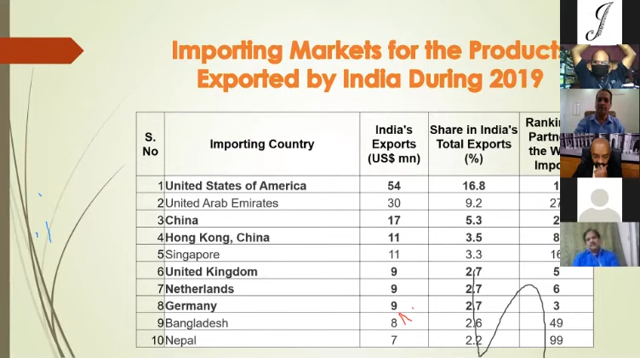 Importing Markets for the Product
Exported by India During 2019
S. No Importing Country India's Exports (US$ mn) Share in India's Total Exports (%)
1 United States of America 54 16.8 1
2 United Arab Emirates 30 9.2 27
3 China 17 5.3 2
4 Hong Kong, China 11 3.5 8
5 Singapore 11 3.3 16
6 United Kingdom 9 2.7 5
7 Netherlands 9 2.7 6
8 Germany 9 2.7 3
9 Bangladesh 8 2.6 49
10 Nepal 7 2.2 99